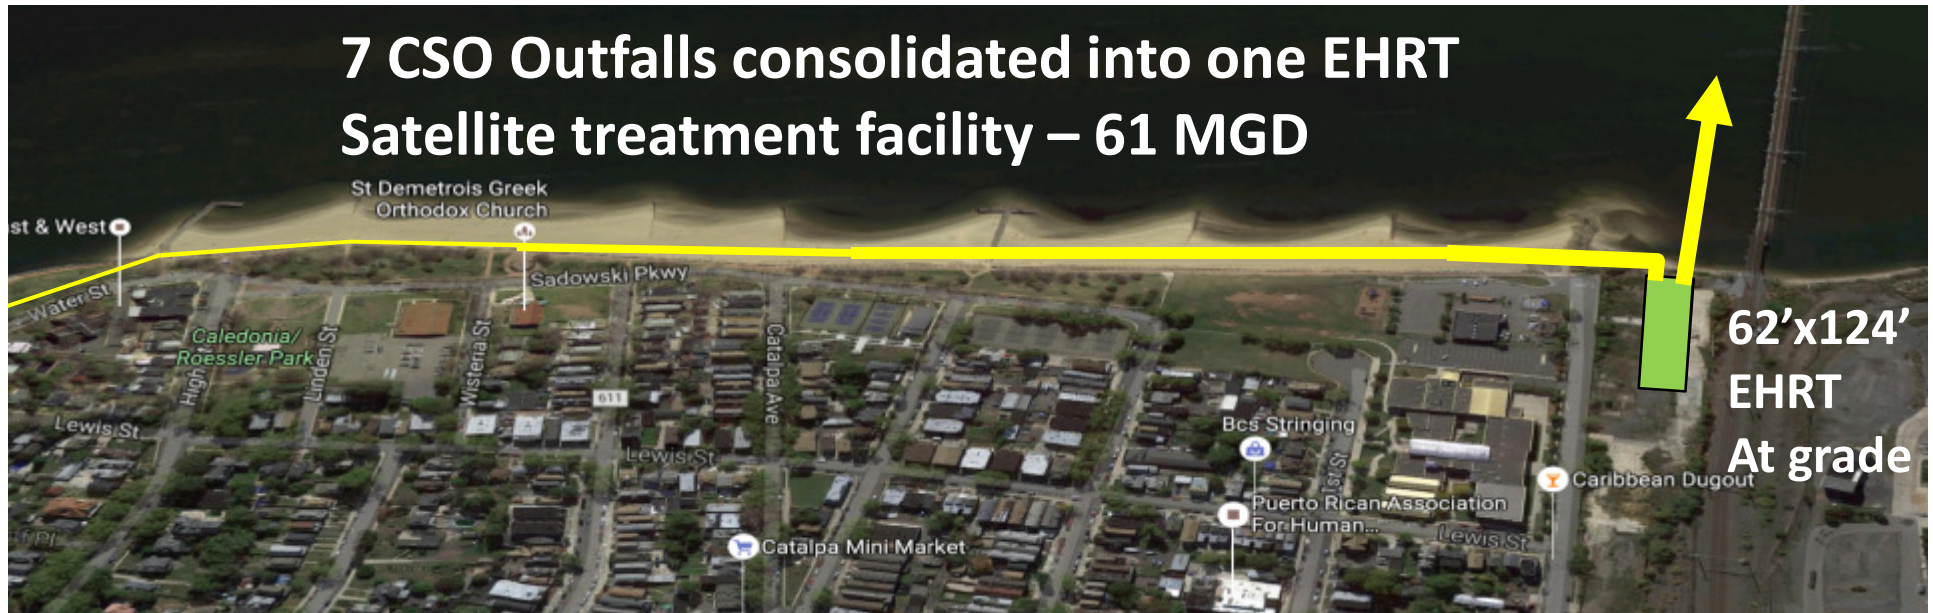 7 CSO Outfalls consolidated into one EHRT
Satellite treatment facility – 61 MGD
St Demetrois Greek
Orthodox Church
st & West
Sadowski Pkwy
Water St
Caledonia/
Roessler Park
High
Linden St
Wisteria St
Catalpa Ave
611
62’x124’
EHRT
At grade
Lewis St
Lewis St
Bcs Stringing
1st St
Caribbean Dugout
Puerto Rican Association
For Human...
Lewis St
Catalpa Mini Market